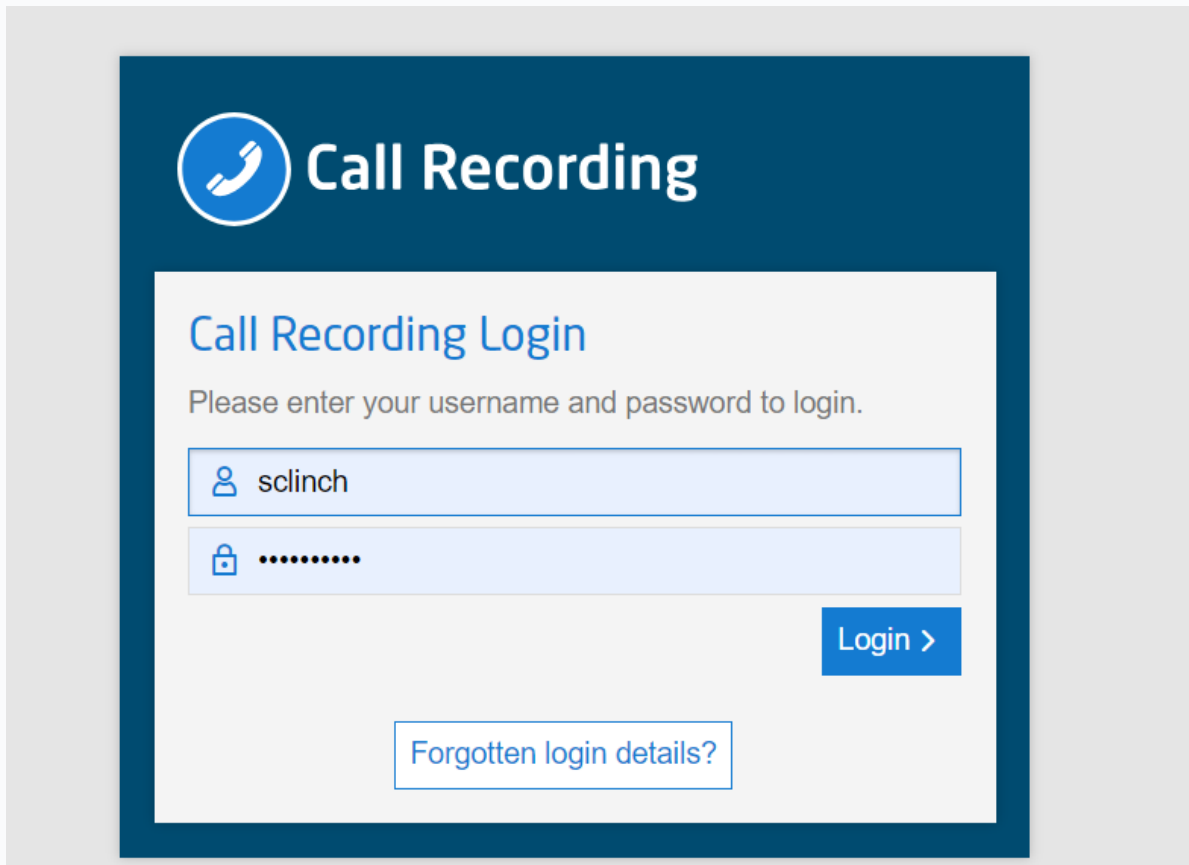 Call Recording
Call Recording Login
Please enter your username and password to login.
sclinch
••••••••••
Login
Forgotten login details?